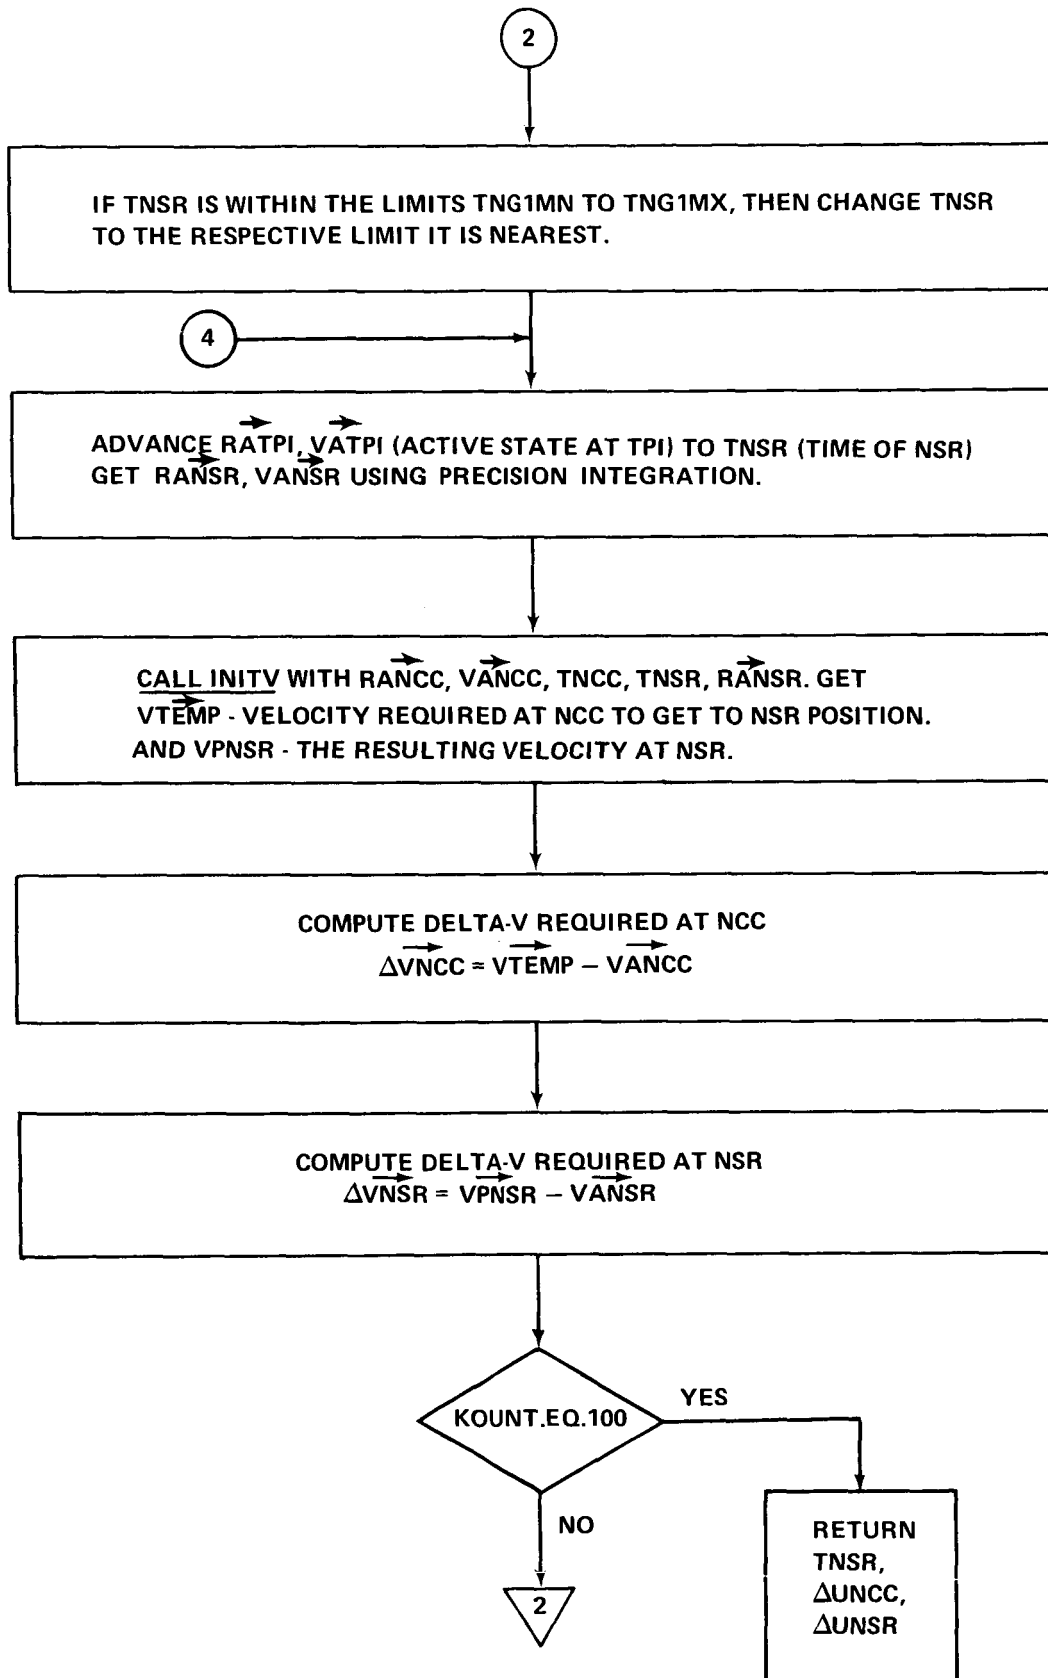 2
IF TNSR IS WITHIN THE LIMITS TNG1MN TO TNG1MX, THEN CHANGE TNSR
TO THE RESPECTIVE LIMIT IT IS NEAREST.
4
ADVANCE RATPI, VATPI (ACTIVE STATE AT TPI) TO TNSR (TIME OF NSR)
GET RANSR, VANSR USING PRECISION INTEGRATION.
CALL INITV WITH RANCC, VANCC, TNCC, TNSR, RANSR. GET
VTEMP - VELOCITY REQUIRED AT NCC TO GET TO NSR POSITION.
AND VPNSR - THE RESULTING VELOCITY AT NSR.
COMPUTE DELTA-V REQUIRED AT NCC
ΔVNCC = VTEMP – VANCC
COMPUTE DELTA-V REQUIRED AT NSR
ΔVNSR = VPNSR – VANSR
KOUNT.EQ.100
YES
NO
2
RETURN
TNSR,
ΔUNCC,
ΔUNSR